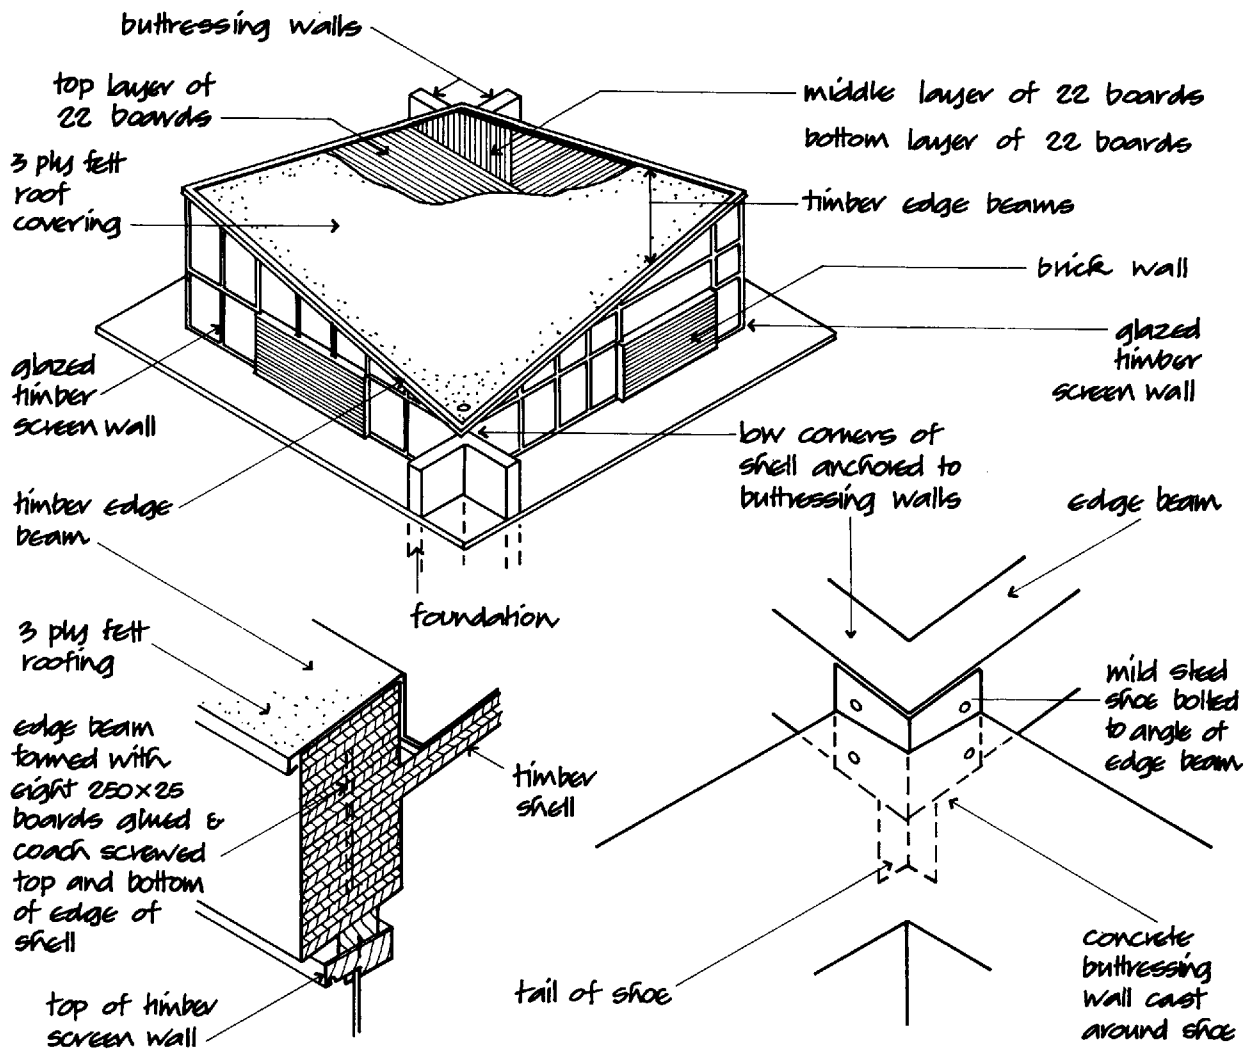 buttressing walls
top layer of
22 boards
middle layer of 22 boards
bottom layer of 22 boards
3 ply felt
roof
covering
timber edge beams
brick wall
glazed
timber
screen wall
glazed
timber
screen wall
low corners of
shell anchored to
buttressing walls
timber edge
beam
edge beam
foundation
3 ply felt
roofing
mild steel
shoe bolted
to angle of
edge beam
edge beam
formed with
eight 250×25
boards glued &
coach screwed
top and bottom
of edge of
shell
timber
shell
tail of shoe
concrete
buttressing
wall cast
around shoe
top of timber
screen wall